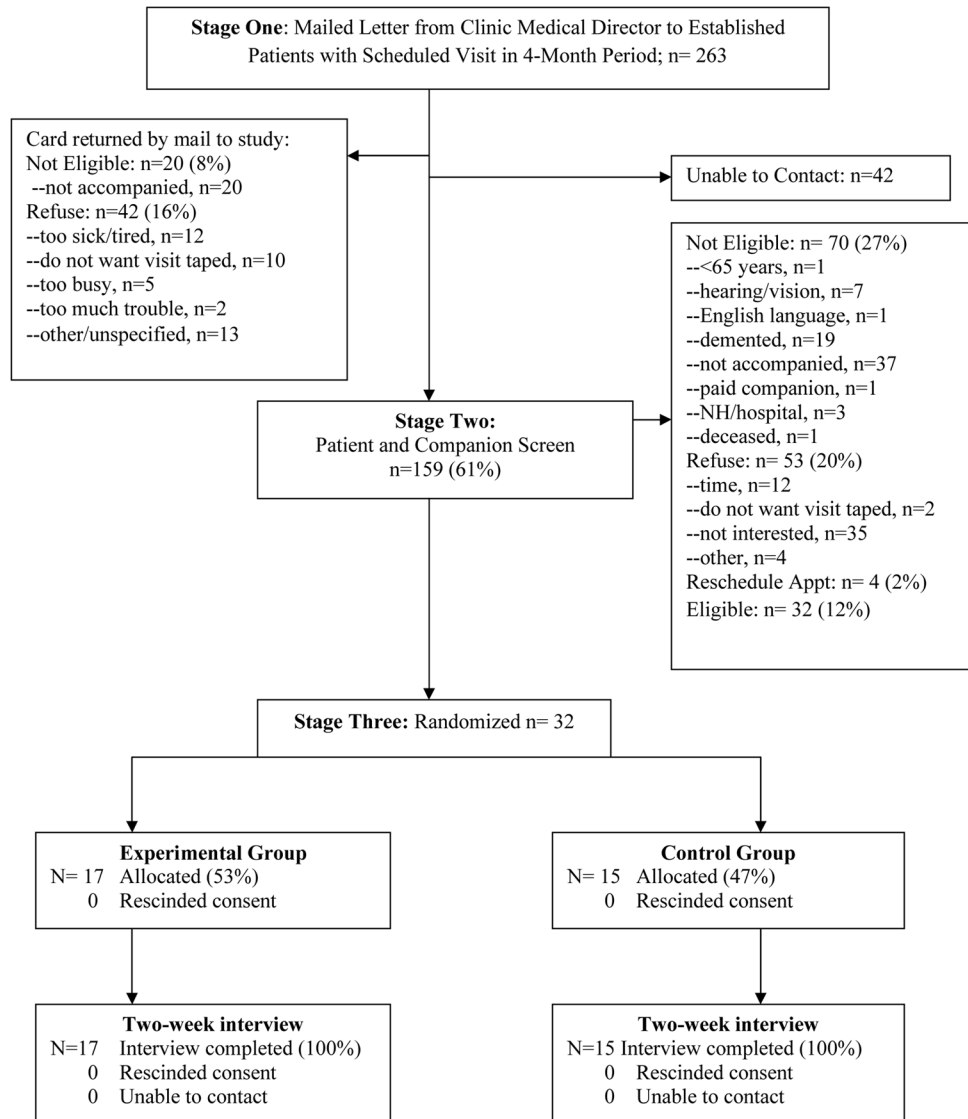 Stage One: Mailed Letter from Clinic Medical Director to Established
Patients with Scheduled Visit in 4-Month Period; n= 263
Card returned by mail to study:
Not Eligible: n=20 (8%)
--not accompanied, n=20
Refuse: n=42 (16%)
--too sick/tired, n=12
--do not want visit taped, n=10
--too busy, n=5
--too much trouble, n=2
--other/unspecified, n=13
Unable to Contact: n=42
Stage Two:
Patient and Companion Screen
n=159 (61%)
Not Eligible: n= 70 (27%)
--<65 years, n=1
--hearing/vision, n=7
--English language, n=1
--demented, n=19
--not accompanied, n=37
--paid companion, n=1
--NH/hospital, n=3
--deceased, n=1
Refuse: n= 53 (20%)
--time, n=12
--do not want visit taped, n=2
--not interested, n=35
--other, n=4
Reschedule Appt: n= 4 (2%)
Eligible: n= 32 (12%)
Stage Three: Randomized n= 32
Experimental Group
N= 17 Allocated (53%)
0 Rescinded consent
Control Group
N= 15 Allocated (47%)
0 Rescinded consent
Two-week interview
N=17 Interview completed (100%)
0 Rescinded consent
0 Unable to contact
Two-week interview
N=15 Interview completed (100%)
0 Rescinded consent
0 Unable to contact